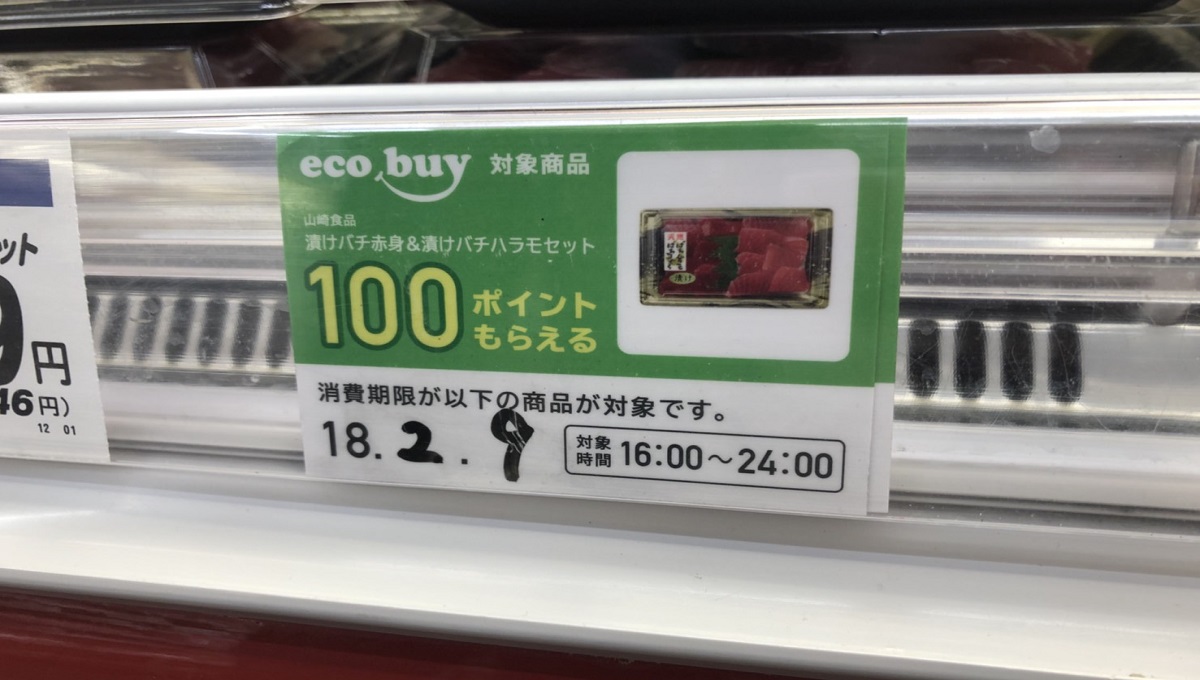 eco buy 対象商品
山崎食品
漬けバチ赤身&漬けバチハラモセット
100 ポイント
もらえる
消費期限が以下の商品が対象です。
18. 2. 9
対象
時間 16:00～24:00
ット
9円
46円)
12 01
漬け